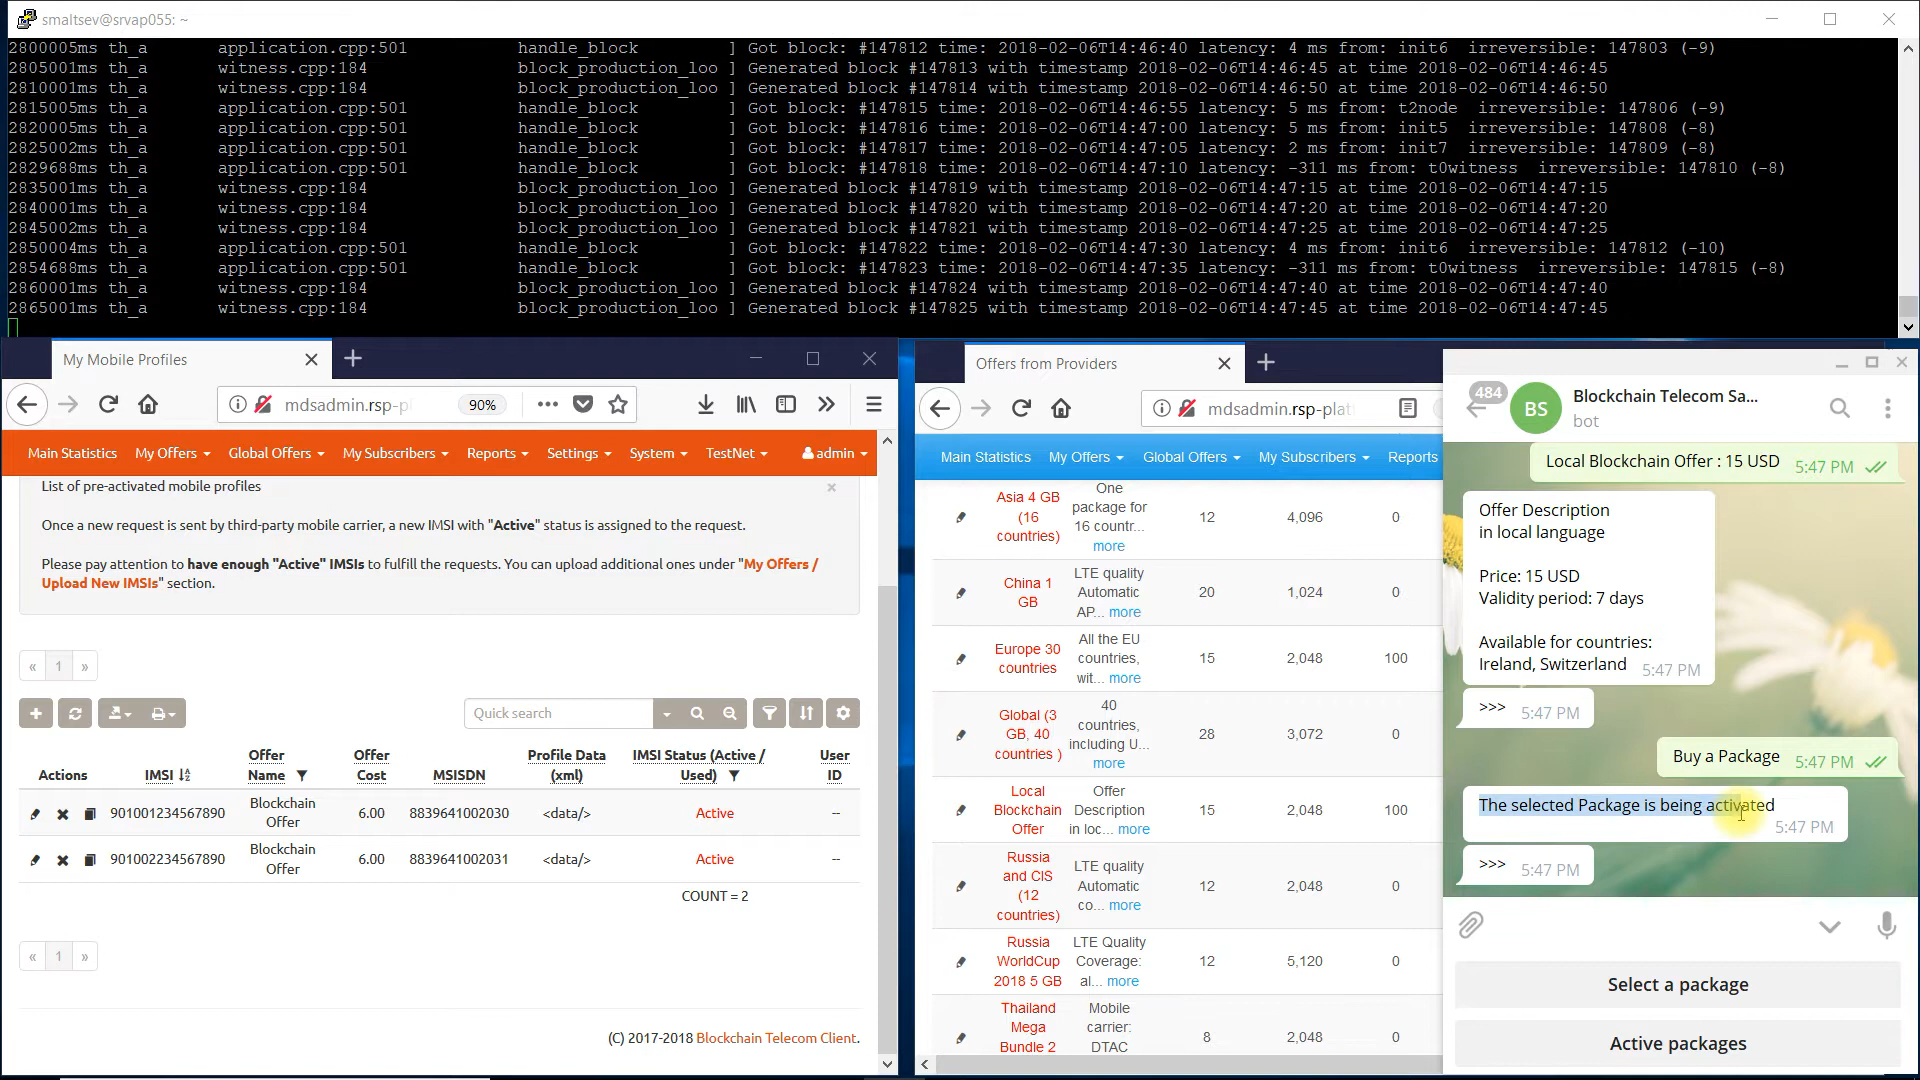 smaltsev@srvap055: ~
2800005ms th_a application.cpp:501 handle_block ] Got block: #147812 time: 2018-02-06T14:46:40 latency: 4 ms from: init6 irreversible: 147803 (-9)
2805001ms th_a witness.cpp:184 block_production_loo ] Generated block #147813 with timestamp 2018-02-06T14:46:45 at time 2018-02-06T14:46:45
2810001ms th_a witness.cpp:184 block_production_loo ] Generated block #147814 with timestamp 2018-02-06T14:46:50 at time 2018-02-06T14:46:50
2815005ms th_a application.cpp:501 handle_block ] Got block: #147815 time: 2018-02-06T14:46:55 latency: 5 ms from: t2node irreversible: 147806 (-9)
2820005ms th_a application.cpp:501 handle_block ] Got block: #147816 time: 2018-02-06T14:47:00 latency: 5 ms from: init5 irreversible: 147808 (-8)
2825002ms th_a application.cpp:501 handle_block ] Got block: #147817 time: 2018-02-06T14:47:05 latency: 2 ms from: init7 irreversible: 147809 (-8)
2829688ms th_a application.cpp:501 handle_block ] Got block: #147818 time: 2018-02-06T14:47:10 latency: -311 ms from: t0witness irreversible: 147810 (-8)
2835001ms th_a witness.cpp:184 block_production_loo ] Generated block #147819 with timestamp 2018-02-06T14:47:15 at time 2018-02-06T14:47:15
2840001ms th_a witness.cpp:184 block_production_loo ] Generated block #147820 with timestamp 2018-02-06T14:47:20 at time 2018-02-06T14:47:20
2845002ms th_a witness.cpp:184 block_production_loo ] Generated block #147821 with timestamp 2018-02-06T14:47:25 at time 2018-02-06T14:47:25
2850004ms th_a application.cpp:501 handle_block ] Got block: #147822 time: 2018-02-06T14:47:30 latency: 4 ms from: init6 irreversible: 147812 (-10)
2854688ms th_a application.cpp:501 handle_block ] Got block: #147823 time: 2018-02-06T14:47:35 latency: -311 ms from: t0witness irreversible: 147815 (-8)
2860001ms th_a witness.cpp:184 block_production_loo ] Generated block #147824 with timestamp 2018-02-06T14:47:40 at time 2018-02-06T14:47:40
2865001ms th_a witness.cpp:184 block_production_loo ] Generated block #147825 with timestamp 2018-02-06T14:47:45 at time 2018-02-06T14:47:45
My Mobile Profiles
mdsadmin.rsp-pl 90%
Main Statistics My Offers Global Offers My Subscribers Reports Settings System TestNet admin
List of pre-activated mobile profiles
Once a new request is sent by third-party mobile carrier, a new IMSI with "Active" status is assigned to the request.
Please pay attention to have enough "Active" IMSIs to fulfill the requests. You can upload additional ones under "My Offers /
Upload New IMSIs" section.
« 1 »
Quick search
Actions IMSI Offer Name Offer Cost MSISDN Profile Data (xml) IMSI Status (Active / Used) User ID
901001234567890 Blockchain Offer 6.00 8839641002030 <data/> Active --
901002234567890 Blockchain Offer 6.00 8839641002031 <data/> Active --
COUNT = 2
« 1 »
(C) 2017-2018 Blockchain Telecom Client.
Offers from Providers
mdsadmin.rsp-plat
Main Statistics My Offers Global Offers My Subscribers Reports
Asia 4 GB (16 countries) One package for 16 countr... more 12 4,096 0
China 1 GB LTE quality Automatic AP... more 20 1,024 0
Europe 30 countries All the EU countries, wit... more 15 2,048 100
Global (3 GB, 40 countries ) 40 countries, including U... more 28 3,072 0
Local Blockchain Offer Offer Description in loc... more 15 2,048 100
Russia and CIS (12 countries) LTE quality Automatic co... more 12 2,048 0
Russia WorldCup 2018 5 GB LTE Quality Coverage: al... more 12 5,120 0
Thailand Mega Bundle 2 Mobile carrier: DTAC 8 2,048 0
484
BS
Blockchain Telecom Sa...
bot
Local Blockchain Offer : 15 USD 5:47 PM
Offer Description
in local language
Price: 15 USD
Validity period: 7 days
Available for countries:
Ireland, Switzerland 5:47 PM
>>> 5:47 PM
Buy a Package 5:47 PM
The selected Package is being activated
5:47 PM
>>> 5:47 PM
Select a package
Active packages